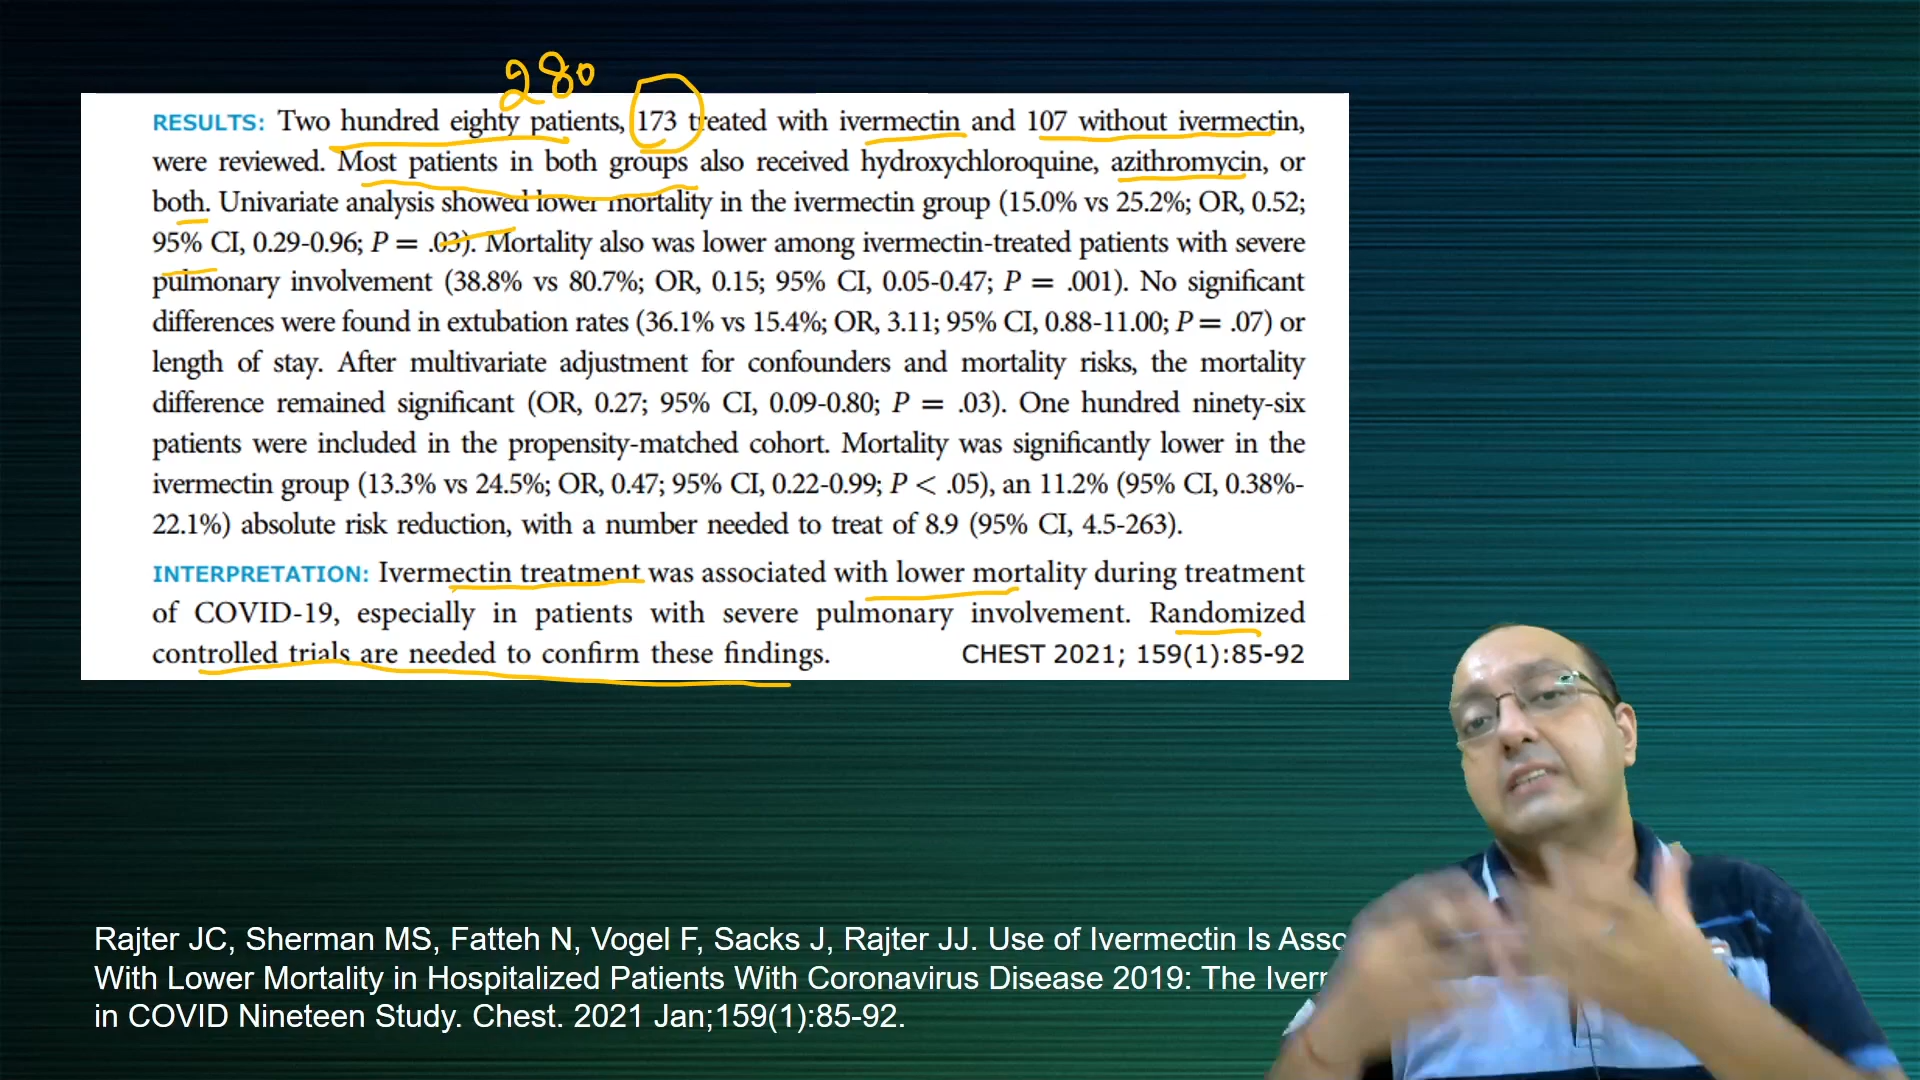 280
RESULTS: Two hundred eighty patients, 173 treated with ivermectin and 107 without ivermectin,
were reviewed. Most patients in both groups also received hydroxychloroquine, azithromycin, or
both. Univariate analysis showed lower mortality in the ivermectin group (15.0% vs 25.2%; OR, 0.52;
95% CI, 0.29-0.96; P = .03). Mortality also was lower among ivermectin-treated patients with severe
pulmonary involvement (38.8% vs 80.7%; OR, 0.15; 95% CI, 0.05-0.47; P = .001). No significant
differences were found in extubation rates (36.1% vs 15.4%; OR, 3.11; 95% CI, 0.88-11.00; P = .07) or
length of stay. After multivariate adjustment for confounders and mortality risks, the mortality
difference remained significant (OR, 0.27; 95% CI, 0.09-0.80; P = .03). One hundred ninety-six
patients were included in the propensity-matched cohort. Mortality was significantly lower in the
ivermectin group (13.3% vs 24.5%; OR, 0.47; 95% CI, 0.22-0.99; P < .05), an 11.2% (95% CI, 0.38%-
22.1%) absolute risk reduction, with a number needed to treat of 8.9 (95% CI, 4.5-263).
INTERPRETATION: Ivermectin treatment was associated with lower mortality during treatment
of COVID-19, especially in patients with severe pulmonary involvement. Randomized
controlled trials are needed to confirm these findings. CHEST 2021; 159(1):85-92
Rajter JC, Sherman MS, Fatteh N, Vogel F, Sacks J, Rajter JJ. Use of Ivermectin Is
With Lower Mortality in Hospitalized Patients With Coronavirus Disease 2019: The
in COVID Nineteen Study. Chest. 2021 Jan;159(1):85-92.